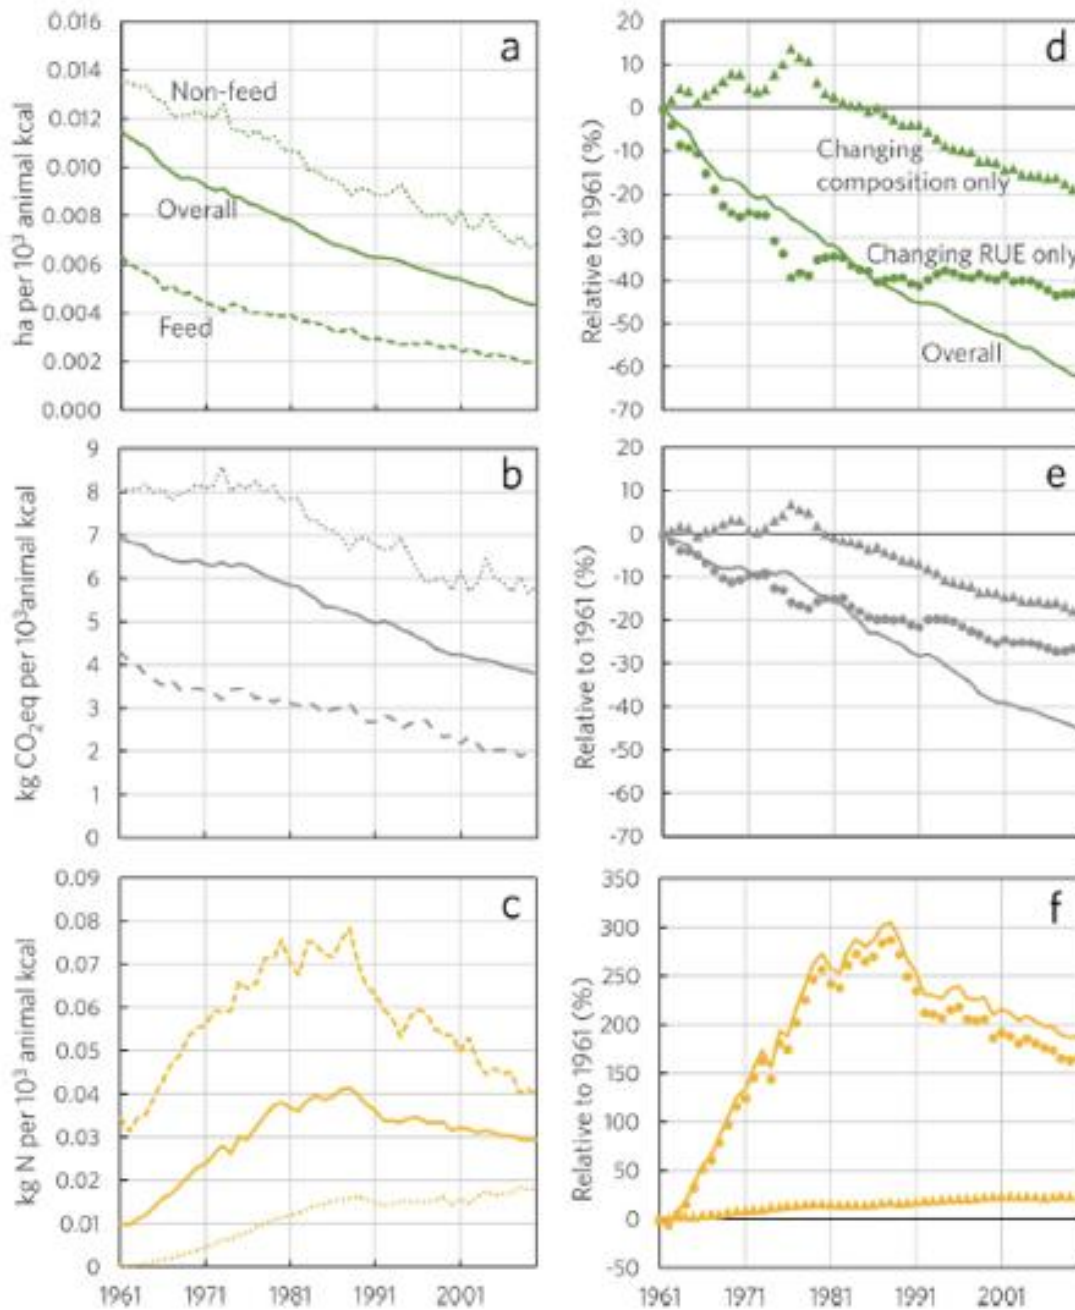 a
ha per 10³ animal kcal
0.016
0.014
0.012
0.010
0.008
0.006
0.004
0.002
0.000
Non-feed
Overall
Feed
d
Relative to 1961 (%)
20
10
0
-10
-20
-30
-40
-50
-60
-70
Changing
composition only
Changing RUE only
Overall
b
kg CO₂eq per 10³animal kcal
9
8
7
6
5
4
3
2
1
0
e
Relative to 1961 (%)
20
10
0
-10
-20
-30
-40
-50
-60
-70
c
kg N per 10³ animal kcal
0.09
0.08
0.07
0.06
0.05
0.04
0.03
0.02
0.01
0
1961 1971 1981 1991 2001
f
Relative to 1961 (%)
350
300
250
200
150
100
50
0
-50
1961 1971 1981 1991 2001